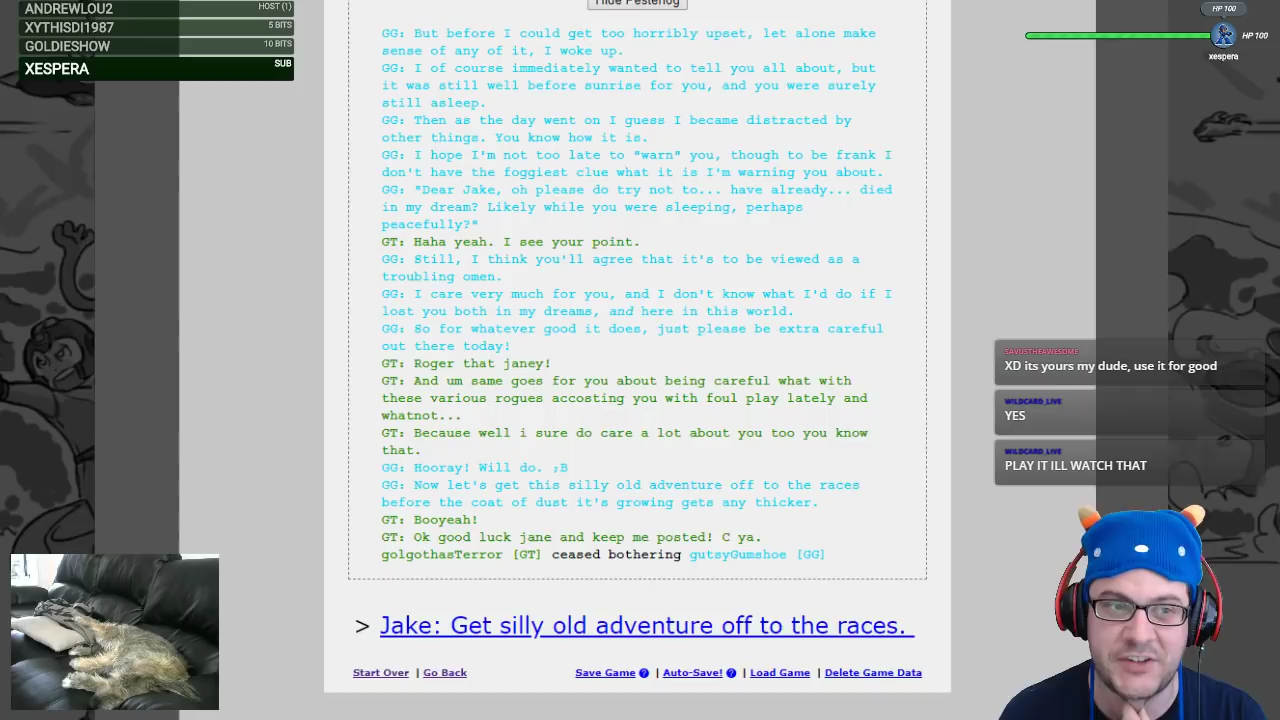 ANDREWLOU2 HOST (1)
XYTHISDI1987 5 BITS
GOLDIESHOW 10 BITS
XESPERA SUB
HP 100
HP 100
xespera
Hide Pesterlog
GG: But before I could get too horribly upset, let alone make
sense of any of it, I woke up.
GG: I of course immediately wanted to tell you all about, but
it was still well before sunrise for you, and you were surely
still asleep.
GG: Then as the day went on I guess I became distracted by
other things. You know how it is.
GG: I hope I'm not too late to "warn" you, though to be frank I
don't have the foggiest clue what it is I'm warning you about.
GG: "Dear Jake, oh please do try not to... have already... died
in my dream? Likely while you were sleeping, perhaps
peacefully?"
GT: Haha yeah. I see your point.
GG: Still, I think you'll agree that it's to be viewed as a
troubling omen.
GG: I care very much for you, and I don't know what I'd do if I
lost you both in my dreams, and here in this world.
GG: So for whatever good it does, just please be extra careful
out there today!
GT: Roger that janey!
GT: And um same goes for you about being careful what with
these various rogues accosting you with foul play lately and
whatnot...
GT: Because well i sure do care a lot about you too you know
that.
GG: Hooray! Will do. ;B
GG: Now let's get this silly old adventure off to the races
before the coat of dust it's growing gets any thicker.
GT: Booyeah!
GT: Ok good luck jane and keep me posted! C ya.
golgothasTerror [GT] ceased bothering gutsyGumshoe [GG]
> Jake: Get silly old adventure off to the races.
Start Over | Go Back Save Game ? | Auto-Save! ? | Load Game | Delete Game Data
SAVUSTHEAWESOME
XD its yours my dude, use it for good
WILDCARD_LIVE
YES
WILDCARD_LIVE
PLAY IT ILL WATCH THAT